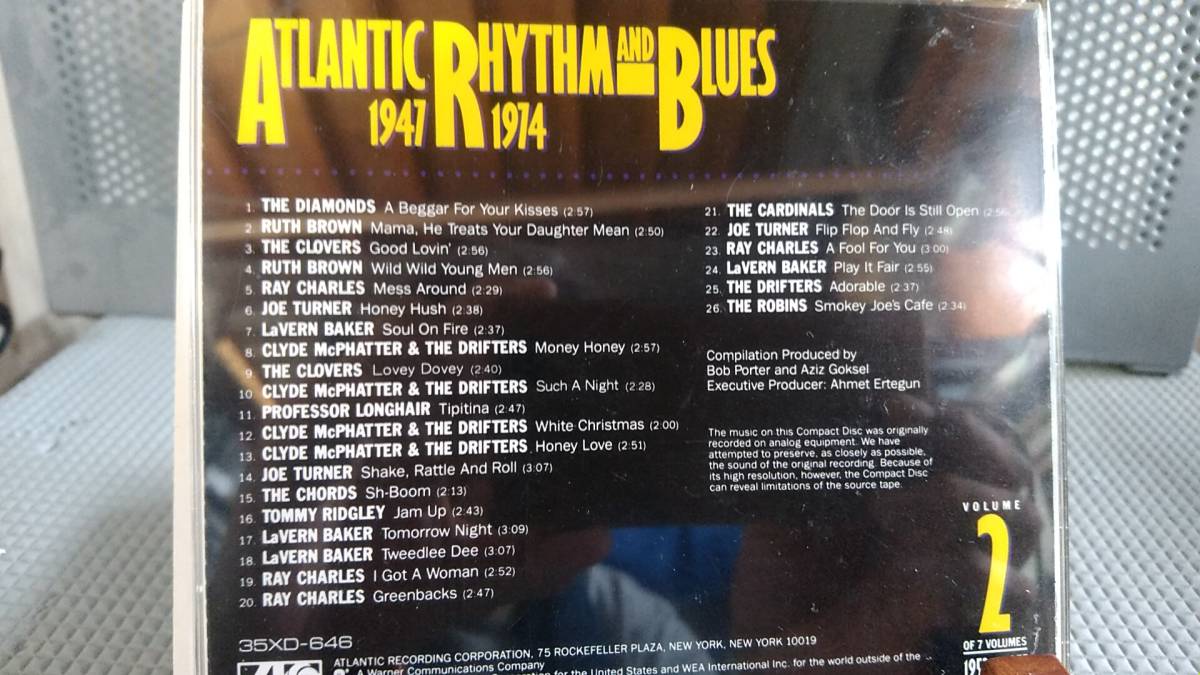 ATLANTIC RHYTHM AND BLUES
1947 1974
1. THE DIAMONDS A Beggar For Your Kisses (2:57)
2. RUTH BROWN Mama, He Treats Your Daughter Mean (2:50)
3. THE CLOVERS Good Lovin' (2:56)
4. RUTH BROWN Wild Wild Young Men (2:56)
5. RAY CHARLES Mess Around (2:29)
6. JOE TURNER Honey Hush (2:38)
7. LaVERN BAKER Soul On Fire (2:37)
8. CLYDE McPHATTER & THE DRIFTERS Money Honey (2:57)
9. THE CLOVERS Lovey Dovey (2:40)
10. CLYDE McPHATTER & THE DRIFTERS Such A Night (2:28)
11. PROFESSOR LONGHAIR Tipitina (2:47)
12. CLYDE McPHATTER & THE DRIFTERS White Christmas (2:00)
13. CLYDE McPHATTER & THE DRIFTERS Honey Love (2:51)
14. JOE TURNER Shake, Rattle And Roll (3:07)
15. THE CHORDS Sh-Boom (2:13)
16. TOMMY RIDGLEY Jam Up (2:43)
17. LaVERN BAKER Tomorrow Night (3:09)
18. LaVERN BAKER Tweedlee Dee (3:07)
19. RAY CHARLES I Got A Woman (2:52)
20. RAY CHARLES Greenbacks (2:47)
21. THE CARDINALS The Door Is Still Open
22. JOE TURNER Flip Flop And Fly (2:48)
23. RAY CHARLES A Fool For You (3:00)
24. LaVERN BAKER Play It Fair (2:55)
25. THE DRIFTERS Adorable (2:37)
26. THE ROBINS Smokey Joe's Cafe (2:34)
Compilation Produced by
Bob Porter and Aziz Goksel
Executive Producer: Ahmet Ertegun
The music on this Compact Disc was originally
recorded on analog equipment. We have
attempted to preserve, as closely as possible,
the sound of the original recording. Because of
its high resolution, however, the Compact Disc
can reveal limitations of the source tape.
VOLUME
2
OF 7 VOLUMES
35XD-646
ATLANTIC RECORDING CORPORATION, 75 ROCKEFELLER PLAZA, NEW YORK, NEW YORK 10019
A Warner Communications Company
for the United States and WEA International Inc. for the world outside of the